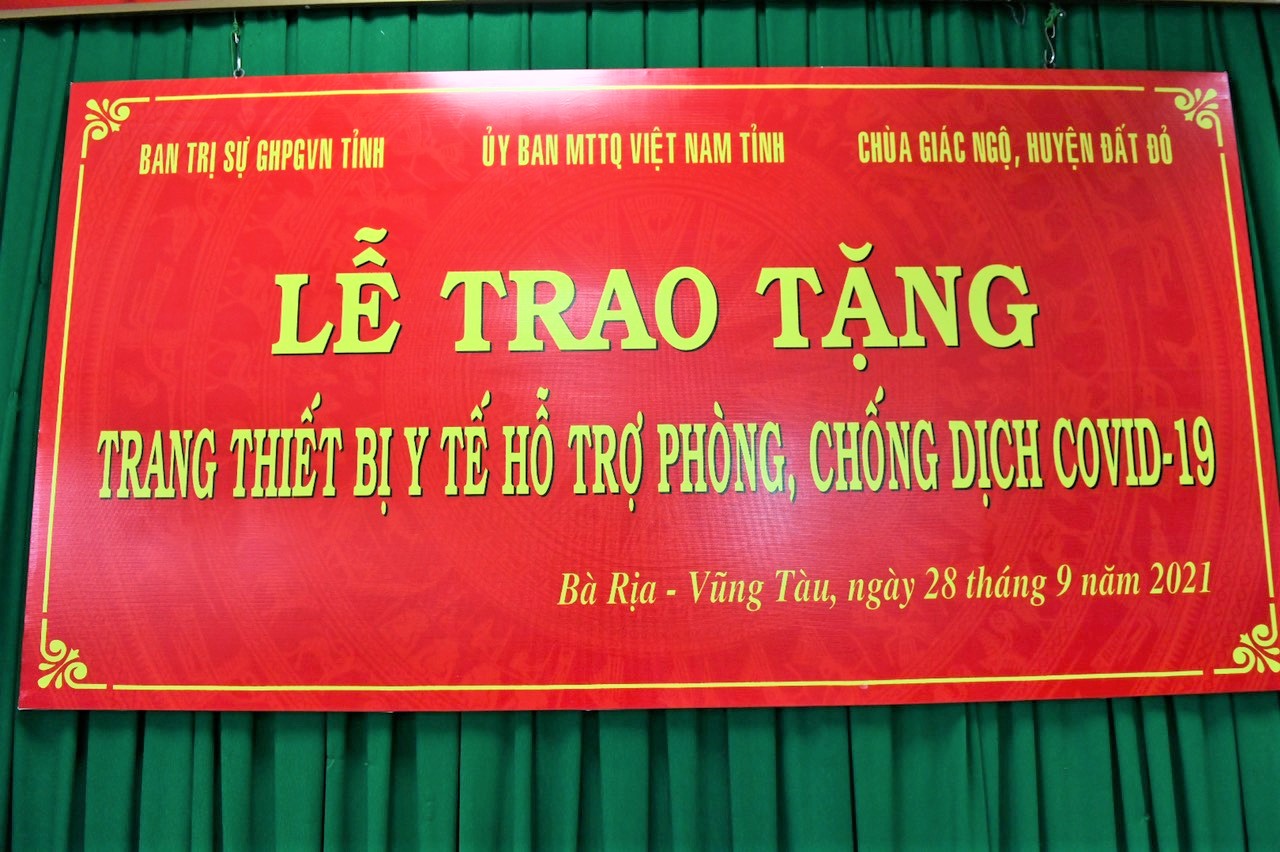 BAN TRỊ SỰ GHPGVN TỈNH ỦY BAN MTTQ VIỆT NAM TỈNH CHÙA GIÁC NGỘ, HUYỆN ĐẤT ĐỎ
LỄ TRAO TẶNG
TRANG THIẾT BỊ Y TẾ HỖ TRỢ PHÒNG, CHỐNG DỊCH COVID-19
Bà Rịa - Vũng Tàu, ngày 28 tháng 9 năm 2021